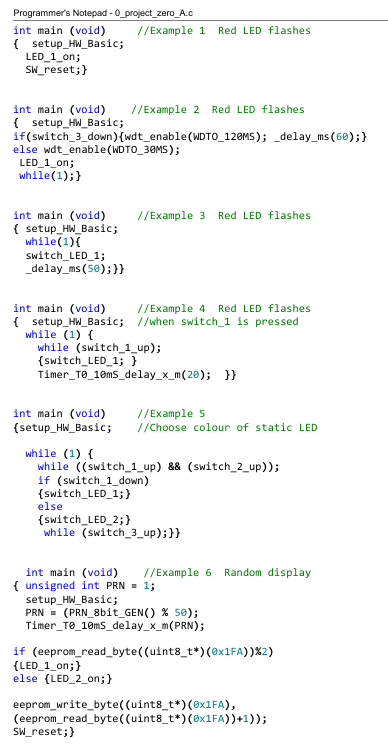 Programmer's Notepad - 0_project_zero_A.c
int main (void)     //Example 1  Red LED flashes
{  setup_HW_Basic;
  LED_1_on;
  SW_reset;}
int main (void)    //Example 2  Red LED flashes
{  setup_HW_Basic;
if(switch_3_down){wdt_enable(WDTO_120MS); _delay_ms(60);}
else wdt_enable(WDTO_30MS);
 LED_1_on;
 while(1);}
int main (void)     //Example 3  Red LED flashes
{ setup_HW_Basic;
  while(1){
  switch_LED_1;
  _delay_ms(50);}}
int main (void)     //Example 4  Red LED flashes
{  setup_HW_Basic;  //when switch_1 is pressed
  while (1) {
    while (switch_1_up);
    {switch_LED_1; }
    Timer_T0_10mS_delay_x_m(20);  }}
int main (void)     //Example 5
{setup_HW_Basic;    //Choose colour of static LED
  while (1) {
    while ((switch_1_up) && (switch_2_up));
    if (switch_1_down)
    {switch_LED_1;}
    else
    {switch_LED_2;}
     while (switch_3_up);}}
  int main (void)    //Example 6  Random display
{ unsigned int PRN = 1;
  setup_HW_Basic;
  PRN = (PRN_8bit_GEN() % 50);
  Timer_T0_10mS_delay_x_m(PRN);
if (eeprom_read_byte((uint8_t*)(0x1FA))%2)
{LED_1_on;}
else {LED_2_on;}
eeprom_write_byte((uint8_t*)(0x1FA),
(eeprom_read_byte((uint8_t*)(0x1FA))+1));
SW_reset;}